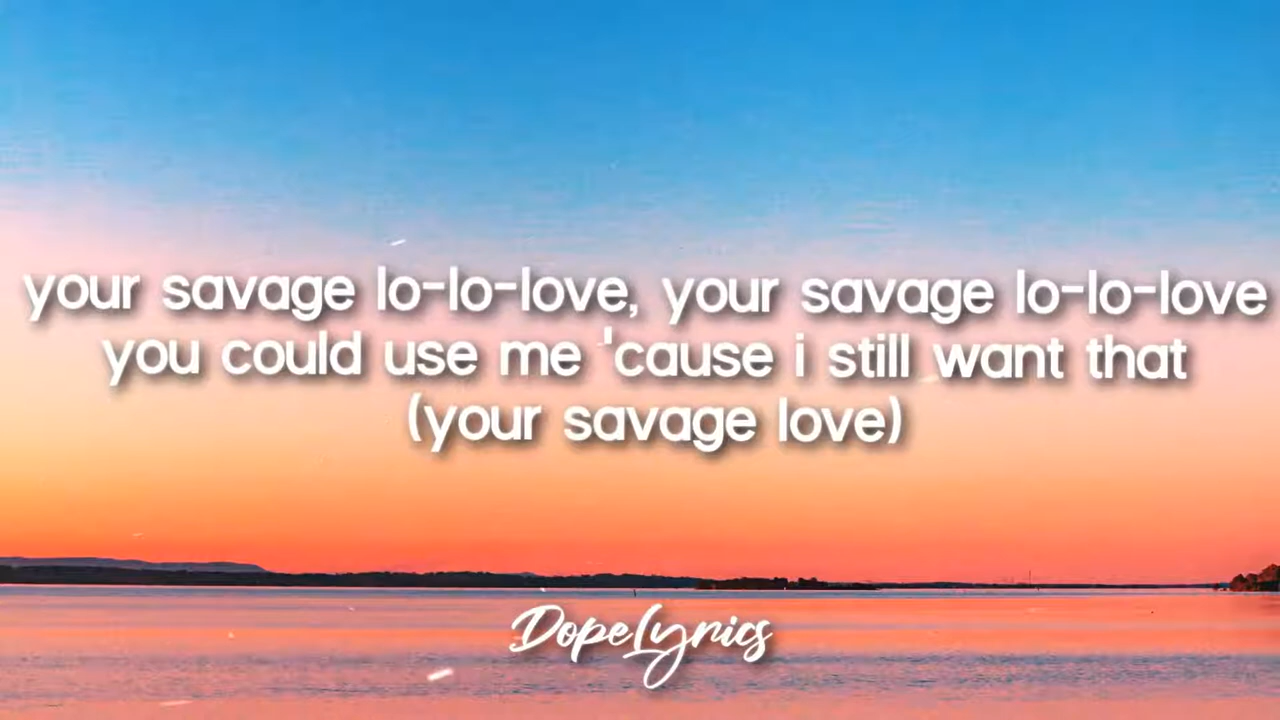 your savage lo-lo-love, your savage lo-lo-love
you could use me 'cause i still want that
(your savage love)
DopeLyrics